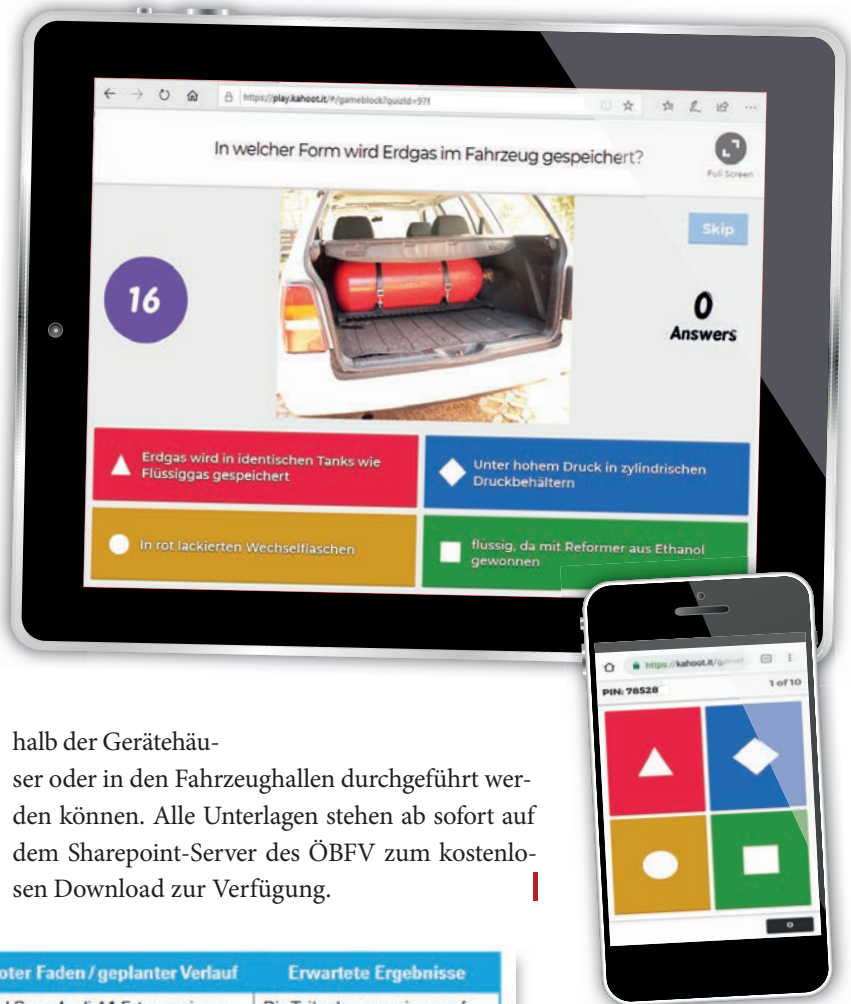 https://play.kahoot.it/#/gameblock?quizId=97f
In welcher Form wird Erdgas im Fahrzeug gespeichert?
Full Screen
Skip
16
0
Answers
Erdgas wird in identischen Tanks wie
Flüssiggas gespeichert
Unter hohem Druck in zylindrischen
Druckbehältern
In rot lackierten Wechselflaschen
flüssig, da mit Reformer aus Ethanol
gewonnen
https://kahoot.it/
PIN: 78528
1 of 10
0
halb der Gerätehäu-
ser oder in den Fahrzeughallen durchgeführt wer-
den können. Alle Unterlagen stehen ab sofort auf
dem Sharepoint-Server des ÖBFV zum kostenlo-
sen Download zur Verfügung.
oter Faden / geplanter Verlauf
Erwartete Ergebnisse